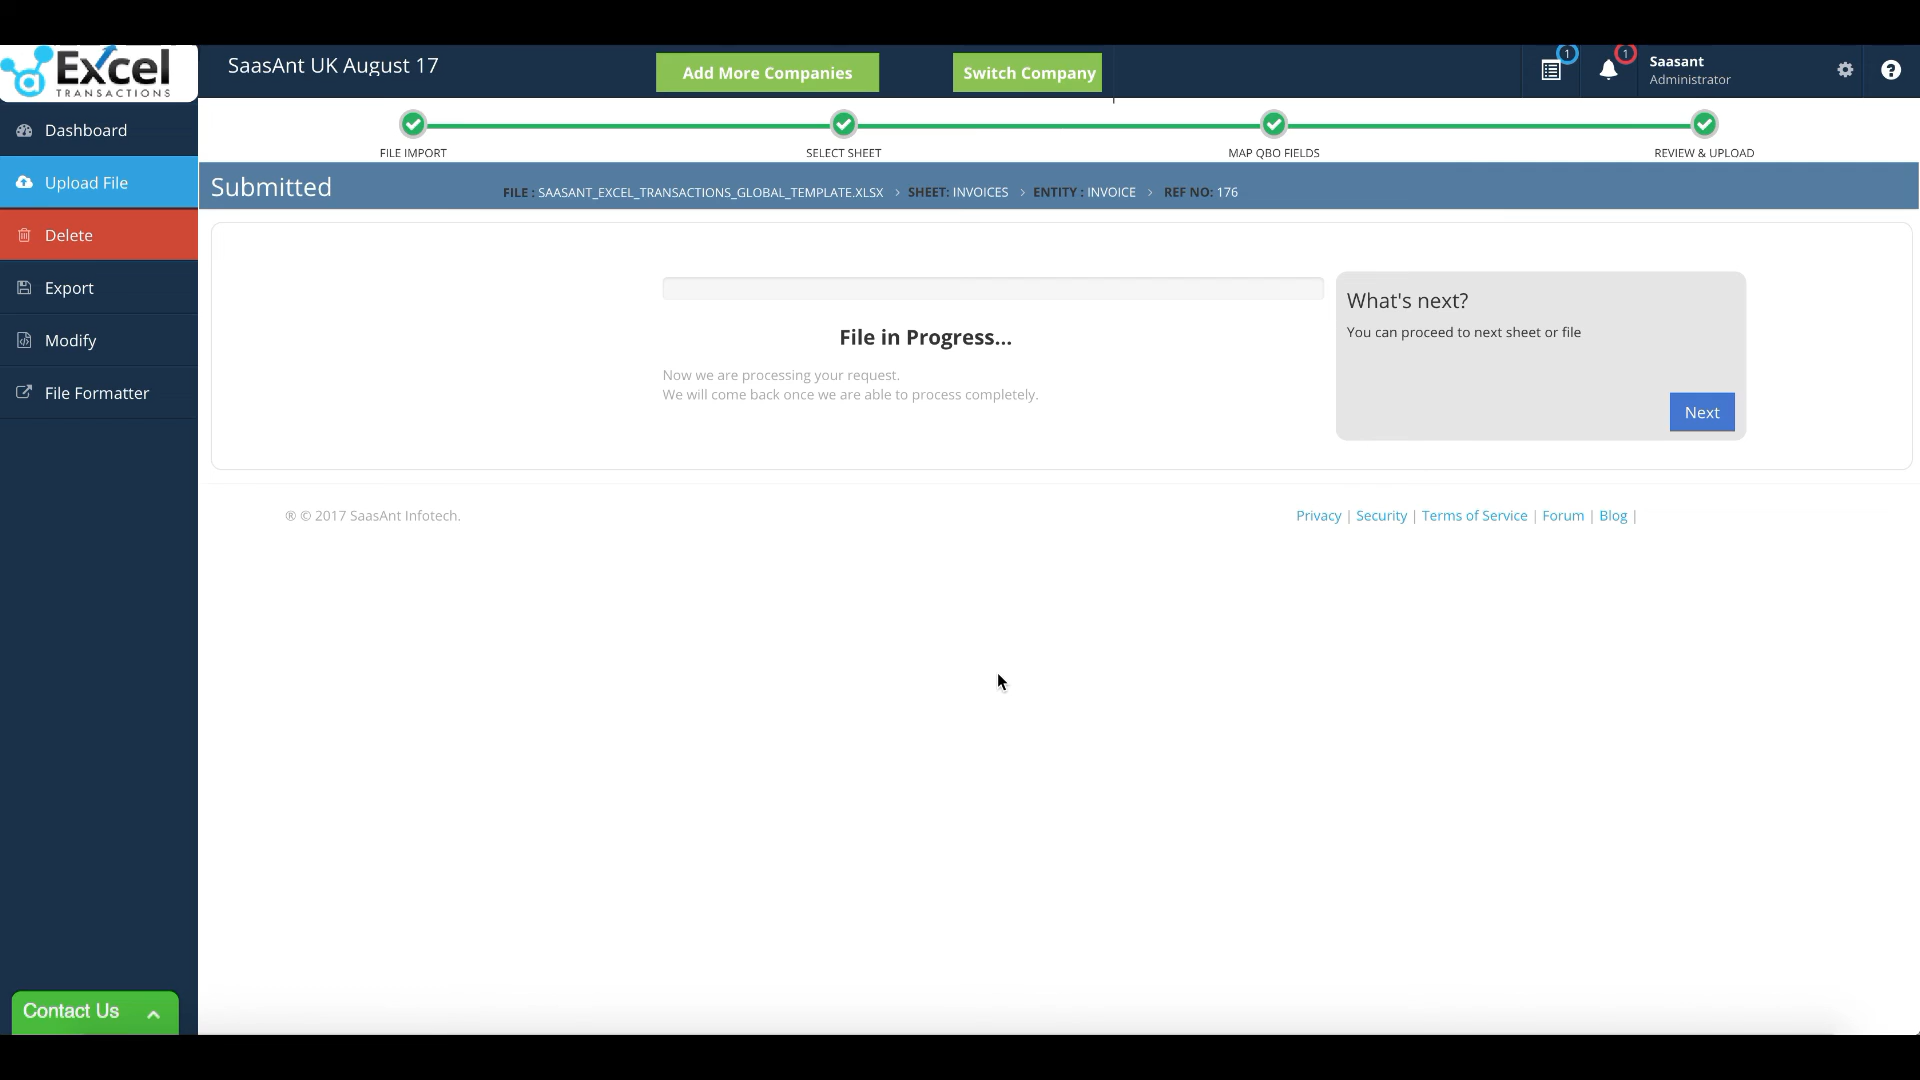 Excel
TRANSACTIONS
SaasAnt UK August 17
Add More Companies
Switch Company
1
1
Saasant
Administrator
?
Dashboard
Upload File
Delete
Export
Modify
File Formatter
FILE IMPORT
SELECT SHEET
MAP QBO FIELDS
REVIEW & UPLOAD
Submitted
FILE : SAASANT_EXCEL_TRANSACTIONS_GLOBAL_TEMPLATE.XLSX > SHEET: INVOICES > ENTITY : INVOICE > REF NO: 176
File in Progress...
Now we are processing your request.
We will come back once we are able to process completely.
What's next?
You can proceed to next sheet or file
Next
® © 2017 SaasAnt Infotech.
Privacy | Security | Terms of Service | Forum | Blog |
Contact Us